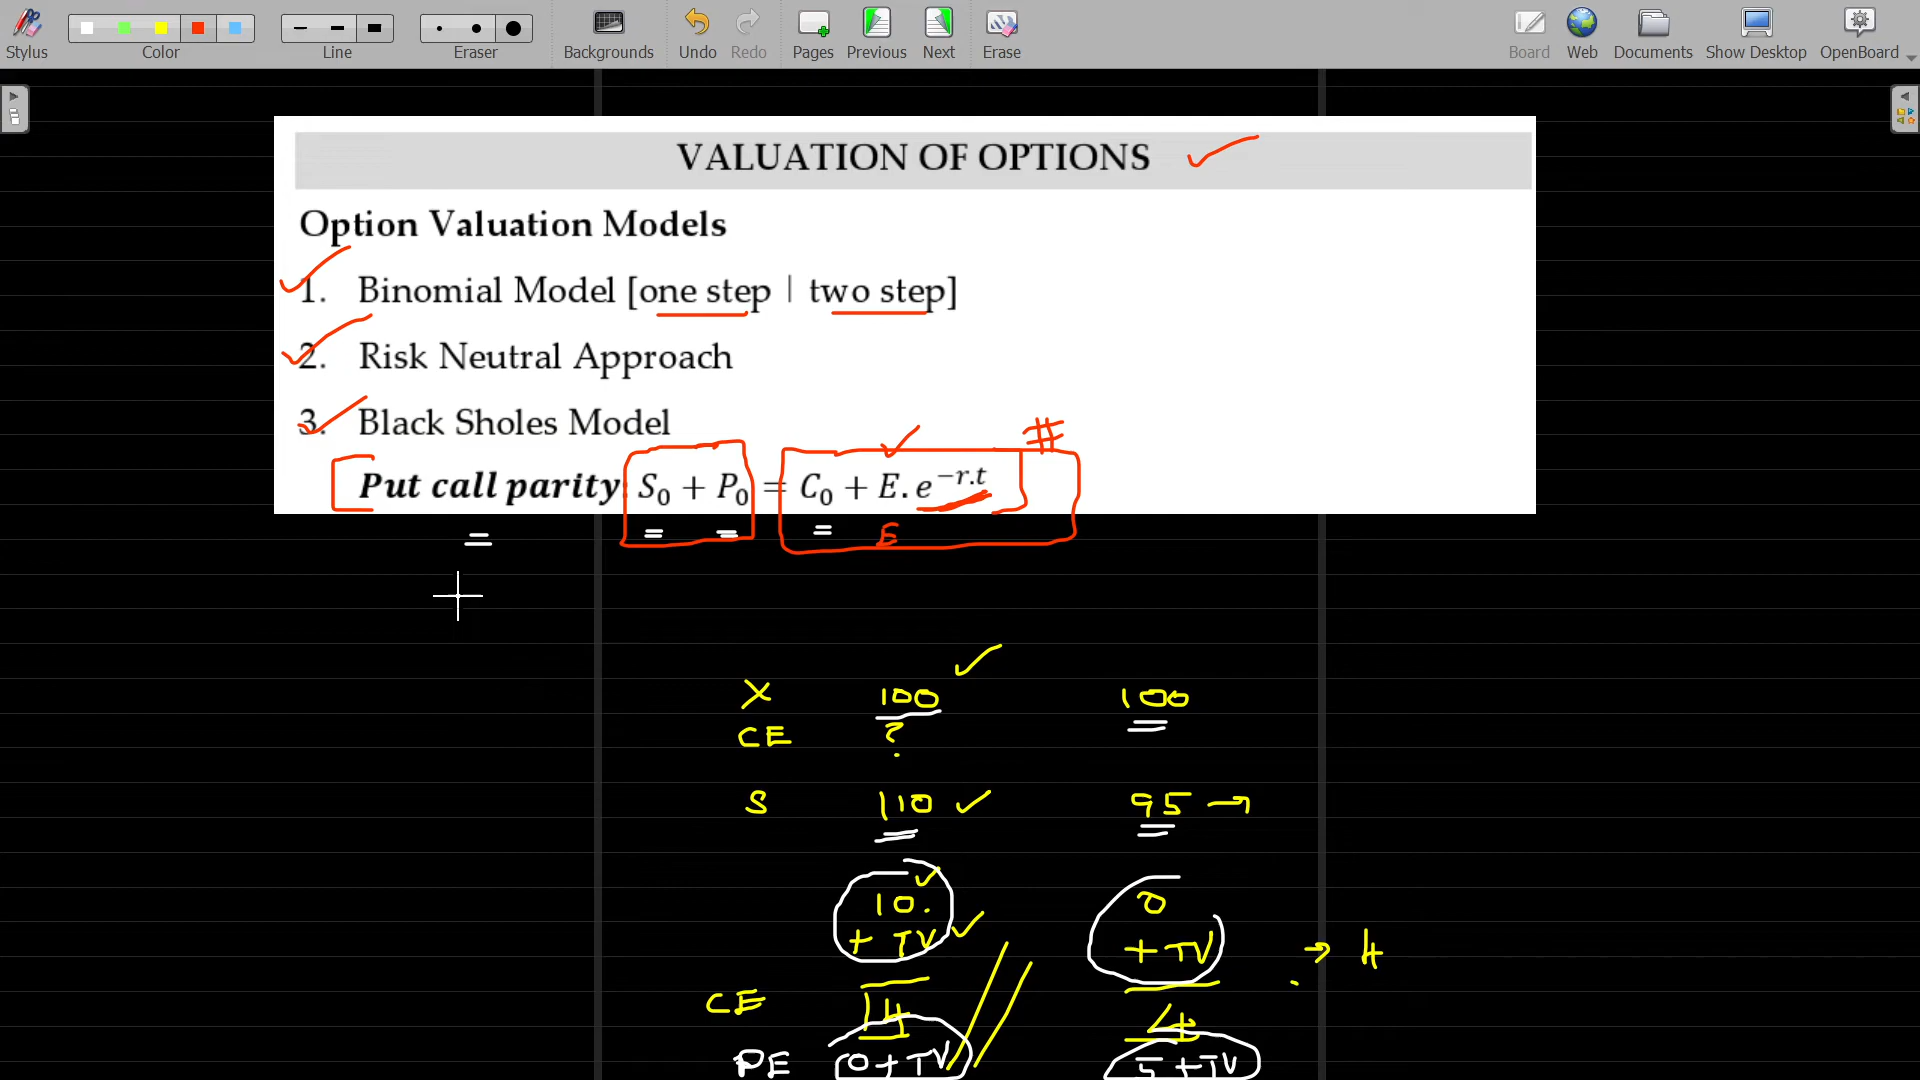 Stylus Color Line Eraser Backgrounds Undo Redo Pages Previous Next Erase Board Web Documents Show Desktop OpenBoard
VALUATION OF OPTIONS
Option Valuation Models
1. Binomial Model [one step | two step]
2. Risk Neutral Approach
3. Black Sholes Model
#
Put call parity: S₀ + P₀ = C₀ + E. e^{−r.t}
= = = = E
X 100 100
CE ?
S 110 95 →
10. 0
+ TV + TV → 4
CE 14 4
PE 0+TV 5+TV